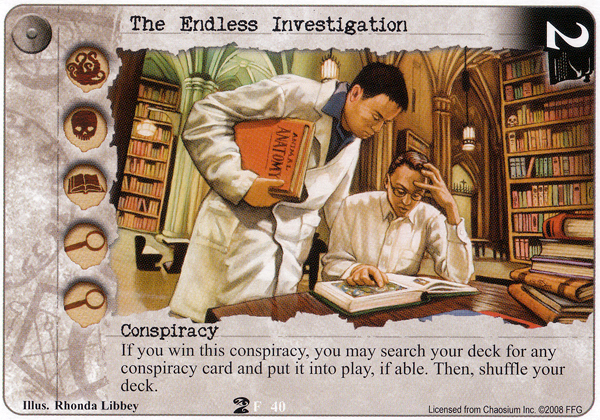 The Endless Investigation
2
ANIMAL
ANATOMY
Conspiracy
If you win this conspiracy, you may search your deck for any
conspiracy card and put it into play, if able. Then, shuffle your
deck.
Illus. Rhonda Libbey
F 40
Licensed from Chaosium Inc. ©2008 FFG